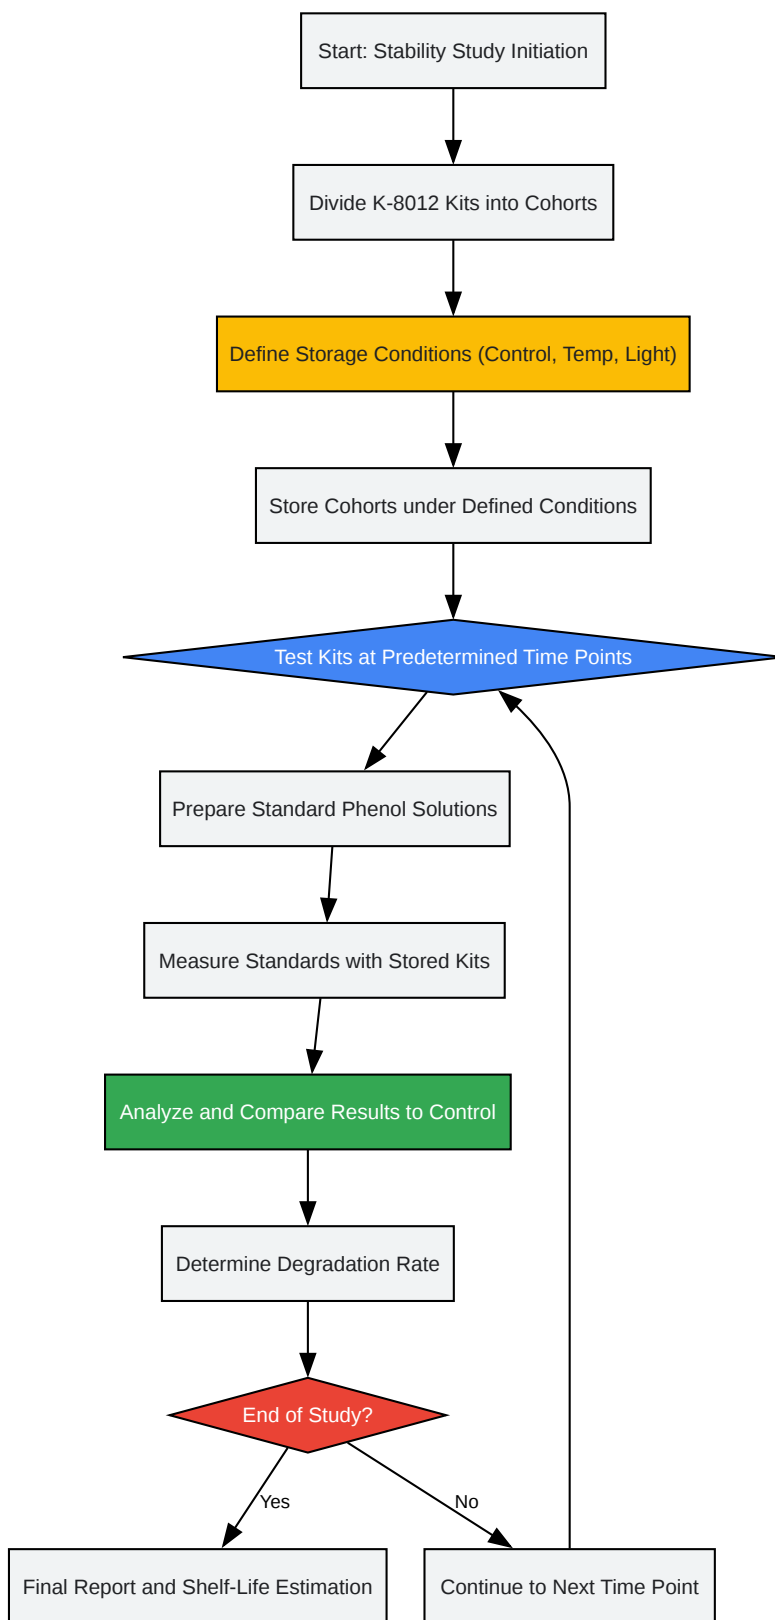 Start: Stability Study Initiation
Divide K-8012 Kits into Cohorts
Define Storage Conditions (Control, Temp, Light)
Store Cohorts under Defined Conditions
Test Kits at Predetermined Time Points
Prepare Standard Phenol Solutions
Measure Standards with Stored Kits
Analyze and Compare Results to Control
Determine Degradation Rate
End of Study?
Yes
No
Final Report and Shelf-Life Estimation
Continue to Next Time Point